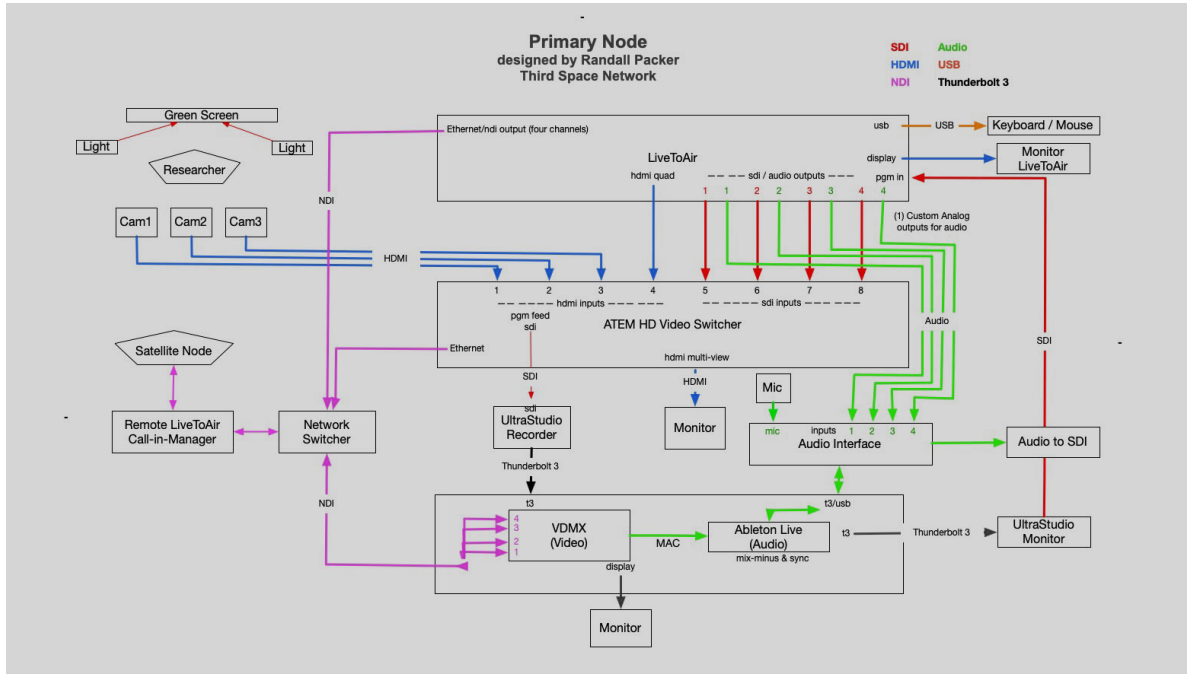 Primary Node
designed by Randall Packer
Third Space Network
SDI
Audio
HDMI
USB
NDI
Thunderbolt 3
Green Screen
Light
Light
Researcher
Ethernet/ndi output (four channels)
usb
USB
Keyboard / Mouse
LiveToAir
display
Monitor
LiveToAir
hdmi quad
sdi / audio outputs
pgm in
1 1 2 2 3 3 4 4
NDI
(1) Custom Analog
outputs for audio
Cam1
Cam2
Cam3
HDMI
1 2 3 4 5 6 7 8
hdmi inputs
sdi inputs
pgm feed
sdi
ATEM HD Video Switcher
Audio
SDI
Ethernet
hdmi multi-view
Satellite Node
SDI
HDMI
Mic
sdi
UltraStudio
Recorder
Monitor
Remote LiveToAir
Call-in-Manager
Network
Switcher
mic
inputs
1 2 3 4
Audio Interface
Audio to SDI
Thunderbolt 3
NDI
t3
t3/usb
4
3
2
1
VDMX
(Video)
MAC
Ableton Live
(Audio)
mix-minus & sync
t3
Thunderbolt 3
UltraStudio
Monitor
display
Monitor